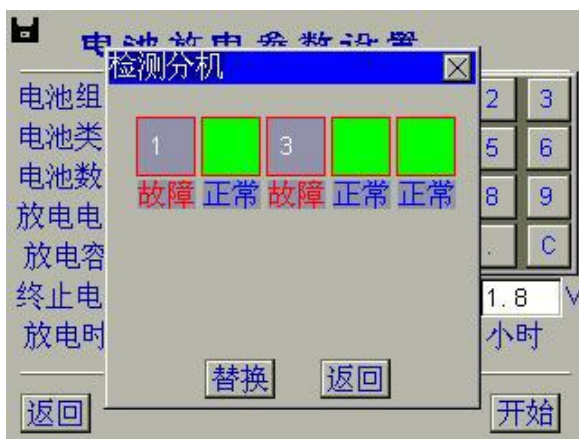 电池放电参数设置
检测分机
电池组
电池类
电池数
放电电
放电容
终止电
放电时
1 3
故障 正常 故障 正常 正常
替换 返回
2 3
5 6
8 9
. C
1.8 V
小时
返回
开始